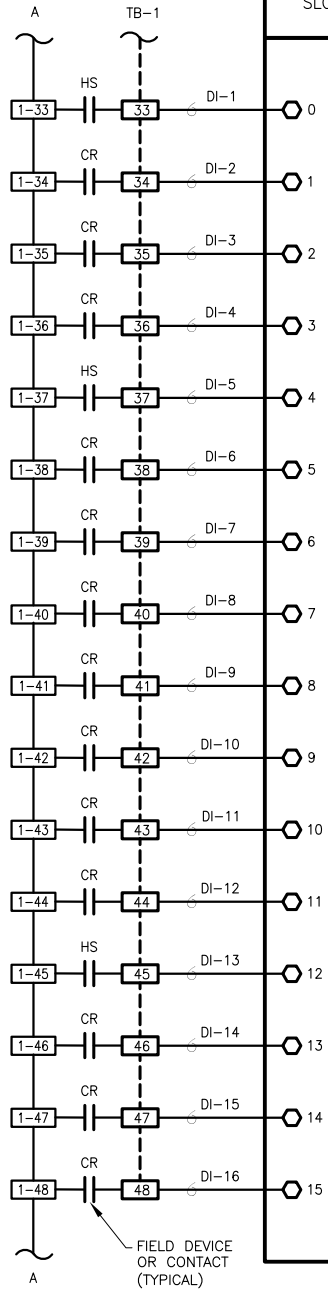 A TB-1 SLO
HS DI-1
1-33 33 0
CR DI-2
1-34 34 1
CR DI-3
1-35 35 2
CR DI-4
1-36 36 3
HS DI-5
1-37 37 4
CR DI-6
1-38 38 5
CR DI-7
1-39 39 6
CR DI-8
1-40 40 7
CR DI-9
1-41 41 8
CR DI-10
1-42 42 9
CR DI-11
1-43 43 10
CR DI-12
1-44 44 11
HS DI-13
1-45 45 12
CR DI-14
1-46 46 13
CR DI-15
1-47 47 14
CR DI-16
1-48 48 15
FIELD DEVICE
OR CONTACT
(TYPICAL)
A